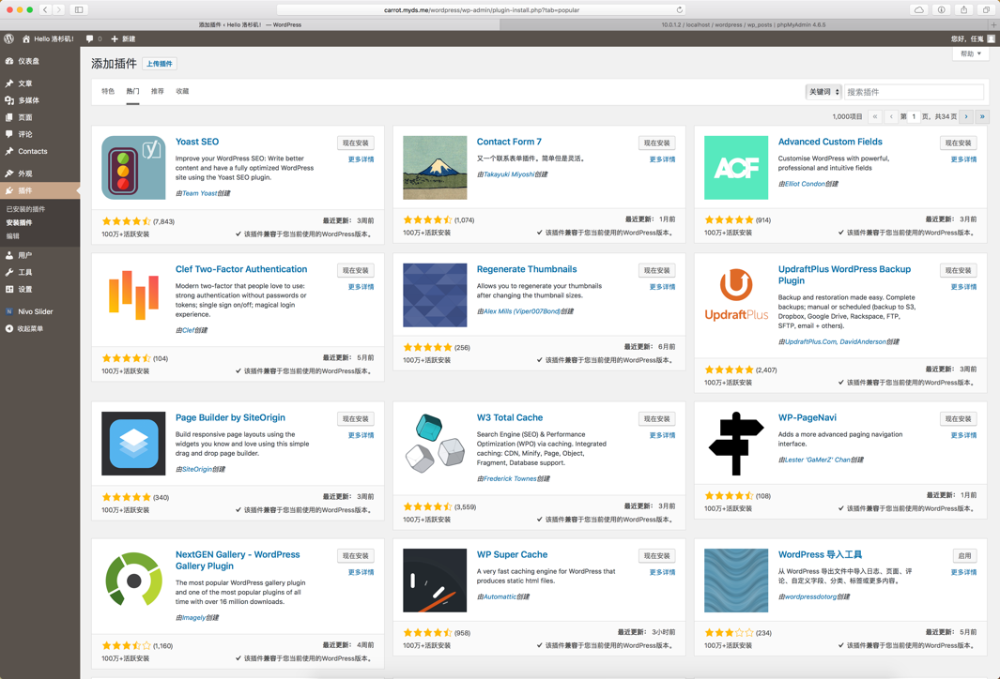 carrot.myds.me/wordpress/wp-admin/plugin-install.php?tab=popular
添加插件 ‹ Hello 洛杉矶! — WordPress
10.0.1.2 / localhost / wordpress / wp_posts | phpMyAdmin 4.6.5
Hello 洛杉矶! 0 新建
您好，任嵬
仪表盘
文章
多媒体
页面
评论
Contacts
外观
插件
已安装的插件
安装插件
编辑
用户
工具
设置
Nivo Slider
收起菜单
添加插件 上传插件
帮助
特色 热门 推荐 收藏
关键词 搜索插件
1,000项目 « ‹ 第 1 页，共34页 › »
Yoast SEO
现在安装
更多详情
Improve your WordPress SEO: Write better
content and have a fully optimized WordPress
site using the Yoast SEO plugin.
由Team Yoast创建
(7,843)
最近更新： 3周前
100万+活跃安装
该插件兼容于您当前使用的WordPress版本。
Contact Form 7
现在安装
更多详情
又一个联系表单插件。简单但是灵活。
由Takayuki Miyoshi创建
(1,074)
最近更新： 1月前
100万+活跃安装
该插件兼容于您当前使用的WordPress版本。
ACF
Advanced Custom Fields
现在安装
更多详情
Customise WordPress with powerful,
professional and intuitive fields
由Elliot Condon创建
(914)
最近更新： 3月前
100万+活跃安装
该插件兼容于您当前使用的WordPress版本。
Clef Two-Factor Authentication
现在安装
更多详情
Modern two-factor that people love to use:
strong authentication without passwords or
tokens; single sign on/off; magical login
experience.
由Clef创建
(104)
最近更新： 5月前
100万+活跃安装
该插件兼容于您当前使用的WordPress版本。
Regenerate Thumbnails
现在安装
更多详情
Allows you to regenerate your thumbnails
after changing the thumbnail sizes.
由Alex Mills (Viper007Bond)创建
(256)
最近更新： 6月前
100万+活跃安装
该插件兼容于您当前使用的WordPress版本。
UpdraftPlus
UpdraftPlus WordPress Backup
Plugin
现在安装
更多详情
Backup and restoration made easy. Complete
backups; manual or scheduled (backup to S3,
Dropbox, Google Drive, Rackspace, FTP,
SFTP, email + others).
由UpdraftPlus.Com, DavidAnderson创建
(2,407)
最近更新： 3周前
100万+活跃安装
该插件兼容于您当前使用的WordPress版本。
Page Builder by SiteOrigin
现在安装
更多详情
Build responsive page layouts using the
widgets you know and love using this simple
drag and drop page builder.
由SiteOrigin创建
(340)
最近更新： 3周前
100万+活跃安装
该插件兼容于您当前使用的WordPress版本。
W3 Total Cache
现在安装
更多详情
Search Engine (SEO) & Performance
Optimization (WPO) via caching. Integrated
caching: CDN, Minify, Page, Object,
Fragment, Database support.
由Frederick Townes创建
(3,559)
最近更新： 3月前
100万+活跃安装
该插件兼容于您当前使用的WordPress版本。
WP-PageNavi
现在安装
更多详情
Adds a more advanced paging navigation
interface.
由Lester 'GaMerZ' Chan创建
(108)
最近更新： 1月前
100万+活跃安装
该插件兼容于您当前使用的WordPress版本。
NextGEN Gallery - WordPress
Gallery Plugin
现在安装
更多详情
The most popular WordPress gallery plugin
and one of the most popular plugins of all
time with over 16 million downloads.
由Imagely创建
(1,160)
最近更新： 4周前
100万+活跃安装
该插件兼容于您当前使用的WordPress版本。
WP Super Cache
现在安装
更多详情
A very fast caching engine for WordPress that
produces static html files.
由Automattic创建
(958)
最近更新： 3小时前
100万+活跃安装
该插件兼容于您当前使用的WordPress版本。
WordPress 导入工具
启用
更多详情
从 WordPress 导出文件中导入日志、页面、评
论、自定义字段、分类、标签或更多内容。
由wordpressdotorg创建
(234)
最近更新： 5月前
100万+活跃安装
该插件兼容于您当前使用的WordPress版本。